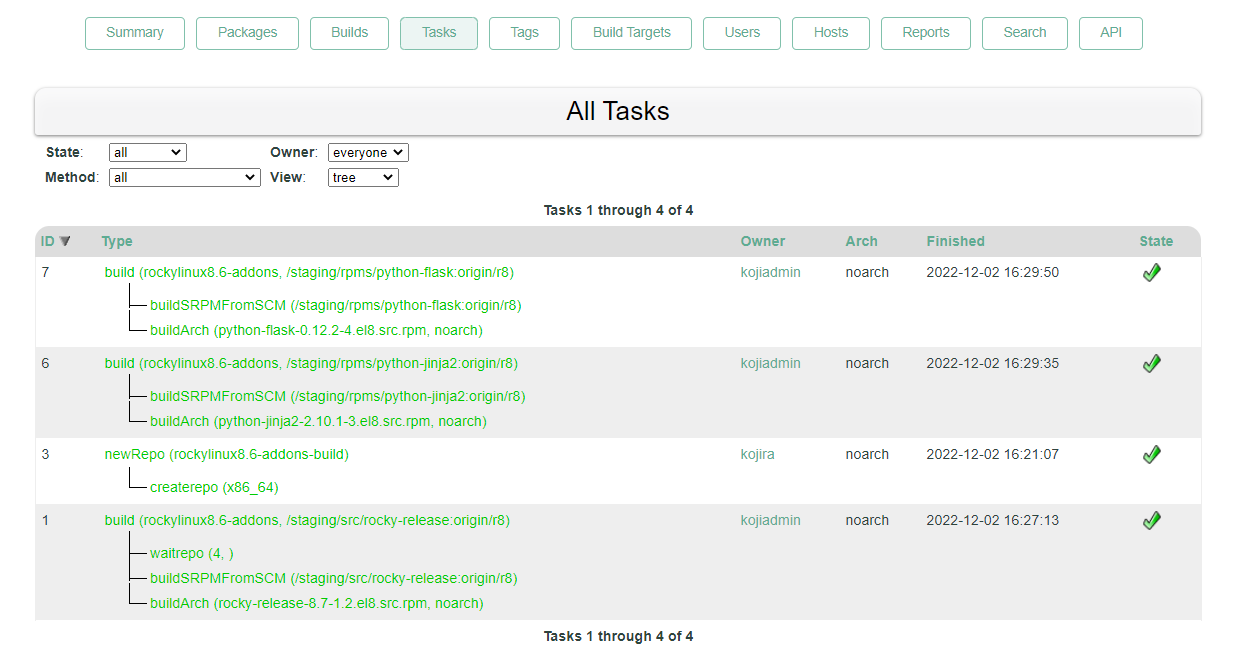 Summary Packages Builds Tasks Tags Build Targets Users Hosts Reports Search API
All Tasks
State: all Owner: everyone
Method: all View: tree
Tasks 1 through 4 of 4
ID Type Owner Arch Finished State
7 build (rockylinux8.6-addons, /staging/rpms/python-flask:origin/r8) kojiadmin noarch 2022-12-02 16:29:50
buildSRPMFromSCM (/staging/rpms/python-flask:origin/r8)
buildArch (python-flask-0.12.2-4.el8.src.rpm, noarch)
6 build (rockylinux8.6-addons, /staging/rpms/python-jinja2:origin/r8) kojiadmin noarch 2022-12-02 16:29:35
buildSRPMFromSCM (/staging/rpms/python-jinja2:origin/r8)
buildArch (python-jinja2-2.10.1-3.el8.src.rpm, noarch)
3 newRepo (rockylinux8.6-addons-build) kojira noarch 2022-12-02 16:21:07
createrepo (x86_64)
1 build (rockylinux8.6-addons, /staging/src/rocky-release:origin/r8) kojiadmin noarch 2022-12-02 16:27:13
waitrepo (4, )
buildSRPMFromSCM (/staging/src/rocky-release:origin/r8)
buildArch (rocky-release-8.7-1.2.el8.src.rpm, noarch)
Tasks 1 through 4 of 4